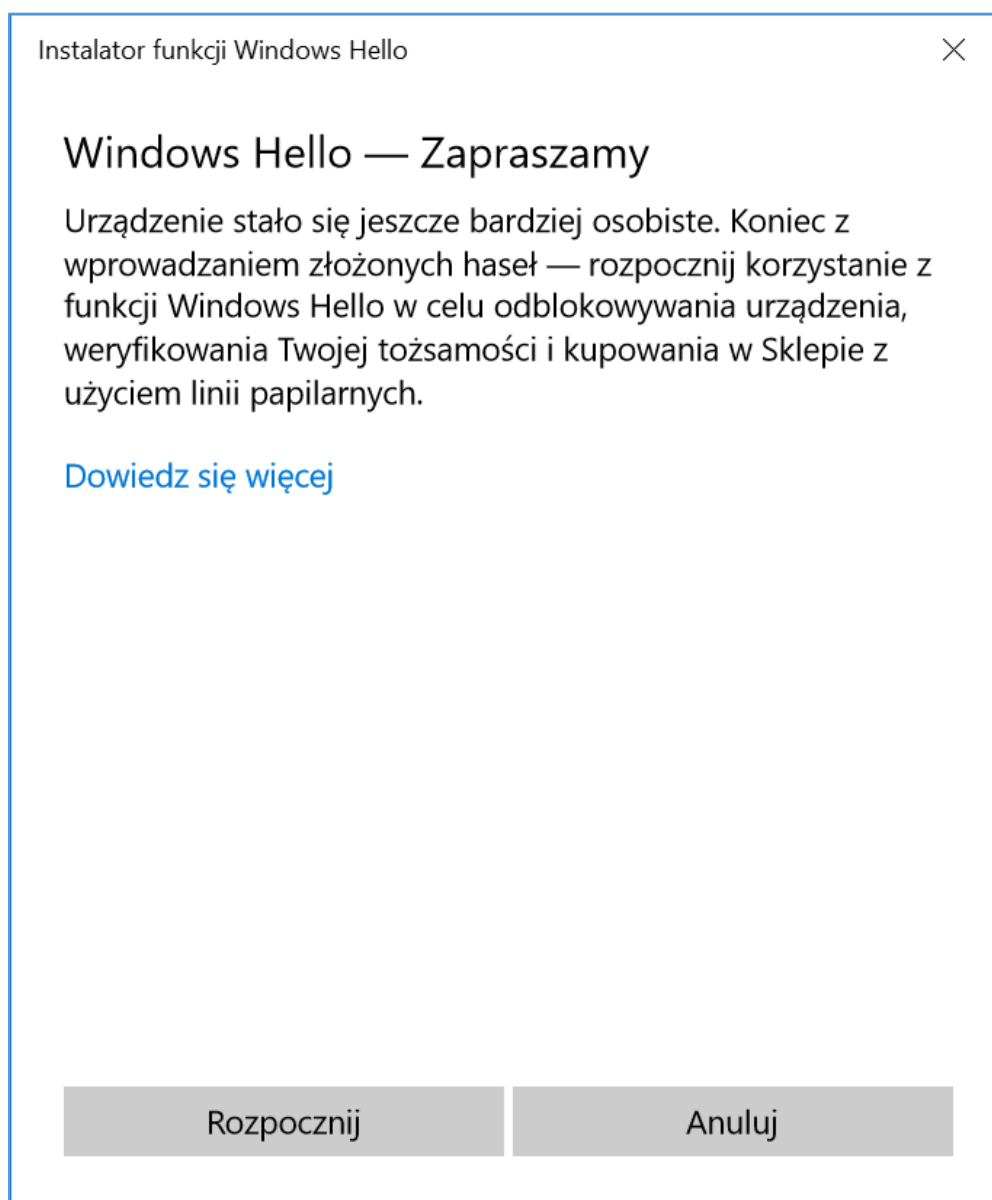 Instalator funkcji Windows Hello
Windows Hello — Zapraszamy
Urządzenie stało się jeszcze bardziej osobiste. Koniec z
wprowadzaniem złożonych haseł — rozpocznij korzystanie z
funkcji Windows Hello w celu odblokowywania urządzenia,
weryfikowania Twojej tożsamości i kupowania w Sklepie z
użyciem linii papilarnych.
Dowiedz się więcej
Rozpocznij
Anuluj